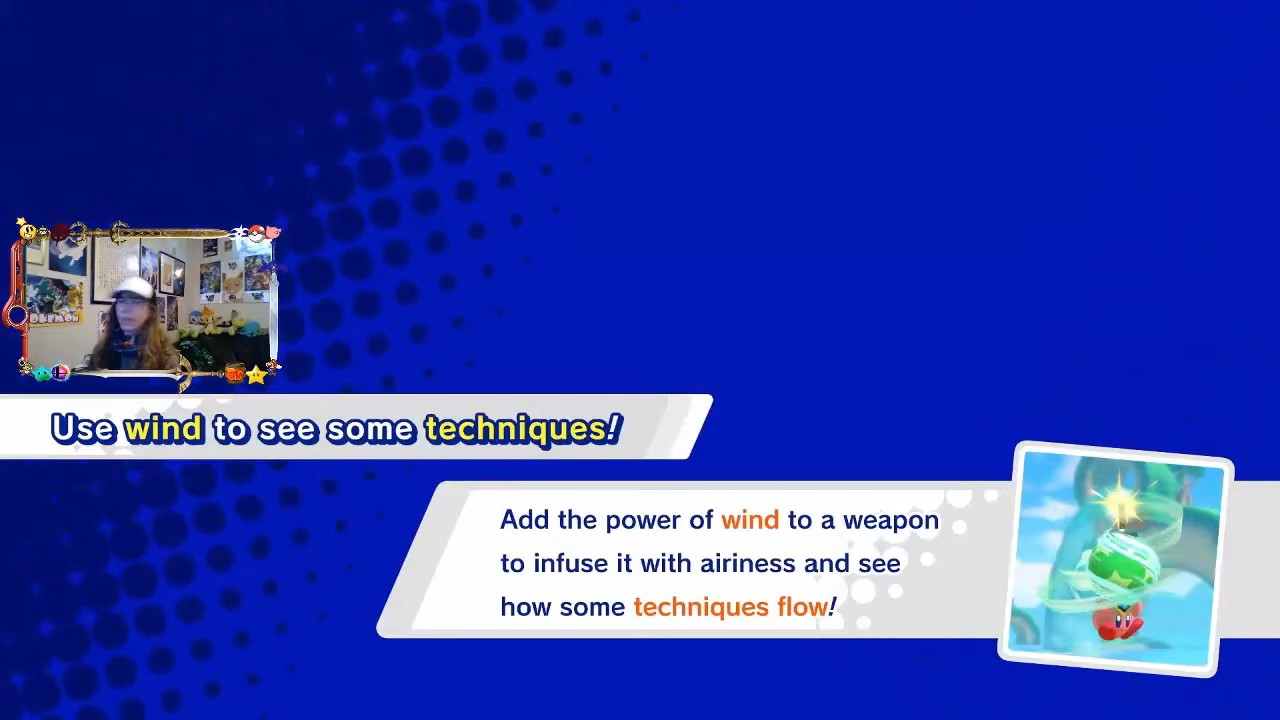 Use wind to see some techniques!
Add the power of wind to a weapon
to infuse it with airiness and see
how some techniques flow!